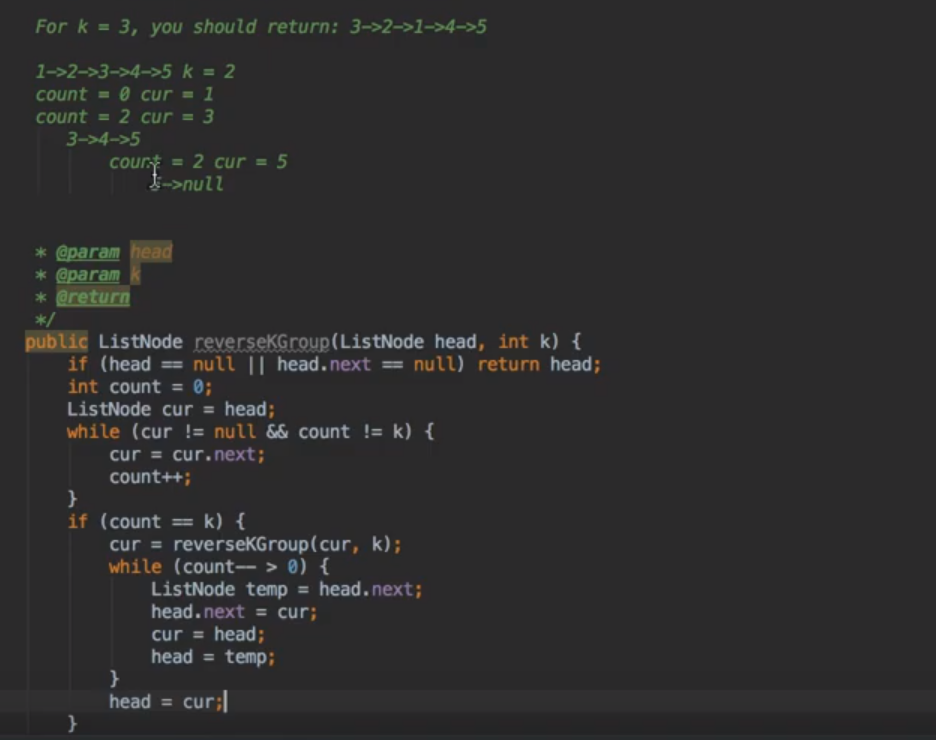 For k = 3, you should return: 3->2->1->4->5
1->2->3->4->5 k = 2
count = 0 cur = 1
count = 2 cur = 3
3->4->5
count = 2 cur = 5
->null
* @param head
* @param k
* @return
*/
public ListNode reverseKGroup(ListNode head, int k) {
if (head == null || head.next == null) return head;
int count = 0;
ListNode cur = head;
while (cur != null && count != k) {
cur = cur.next;
count++;
}
if (count == k) {
cur = reverseKGroup(cur, k);
while (count-- > 0) {
ListNode temp = head.next;
head.next = cur;
cur = head;
head = temp;
}
head = cur;
}